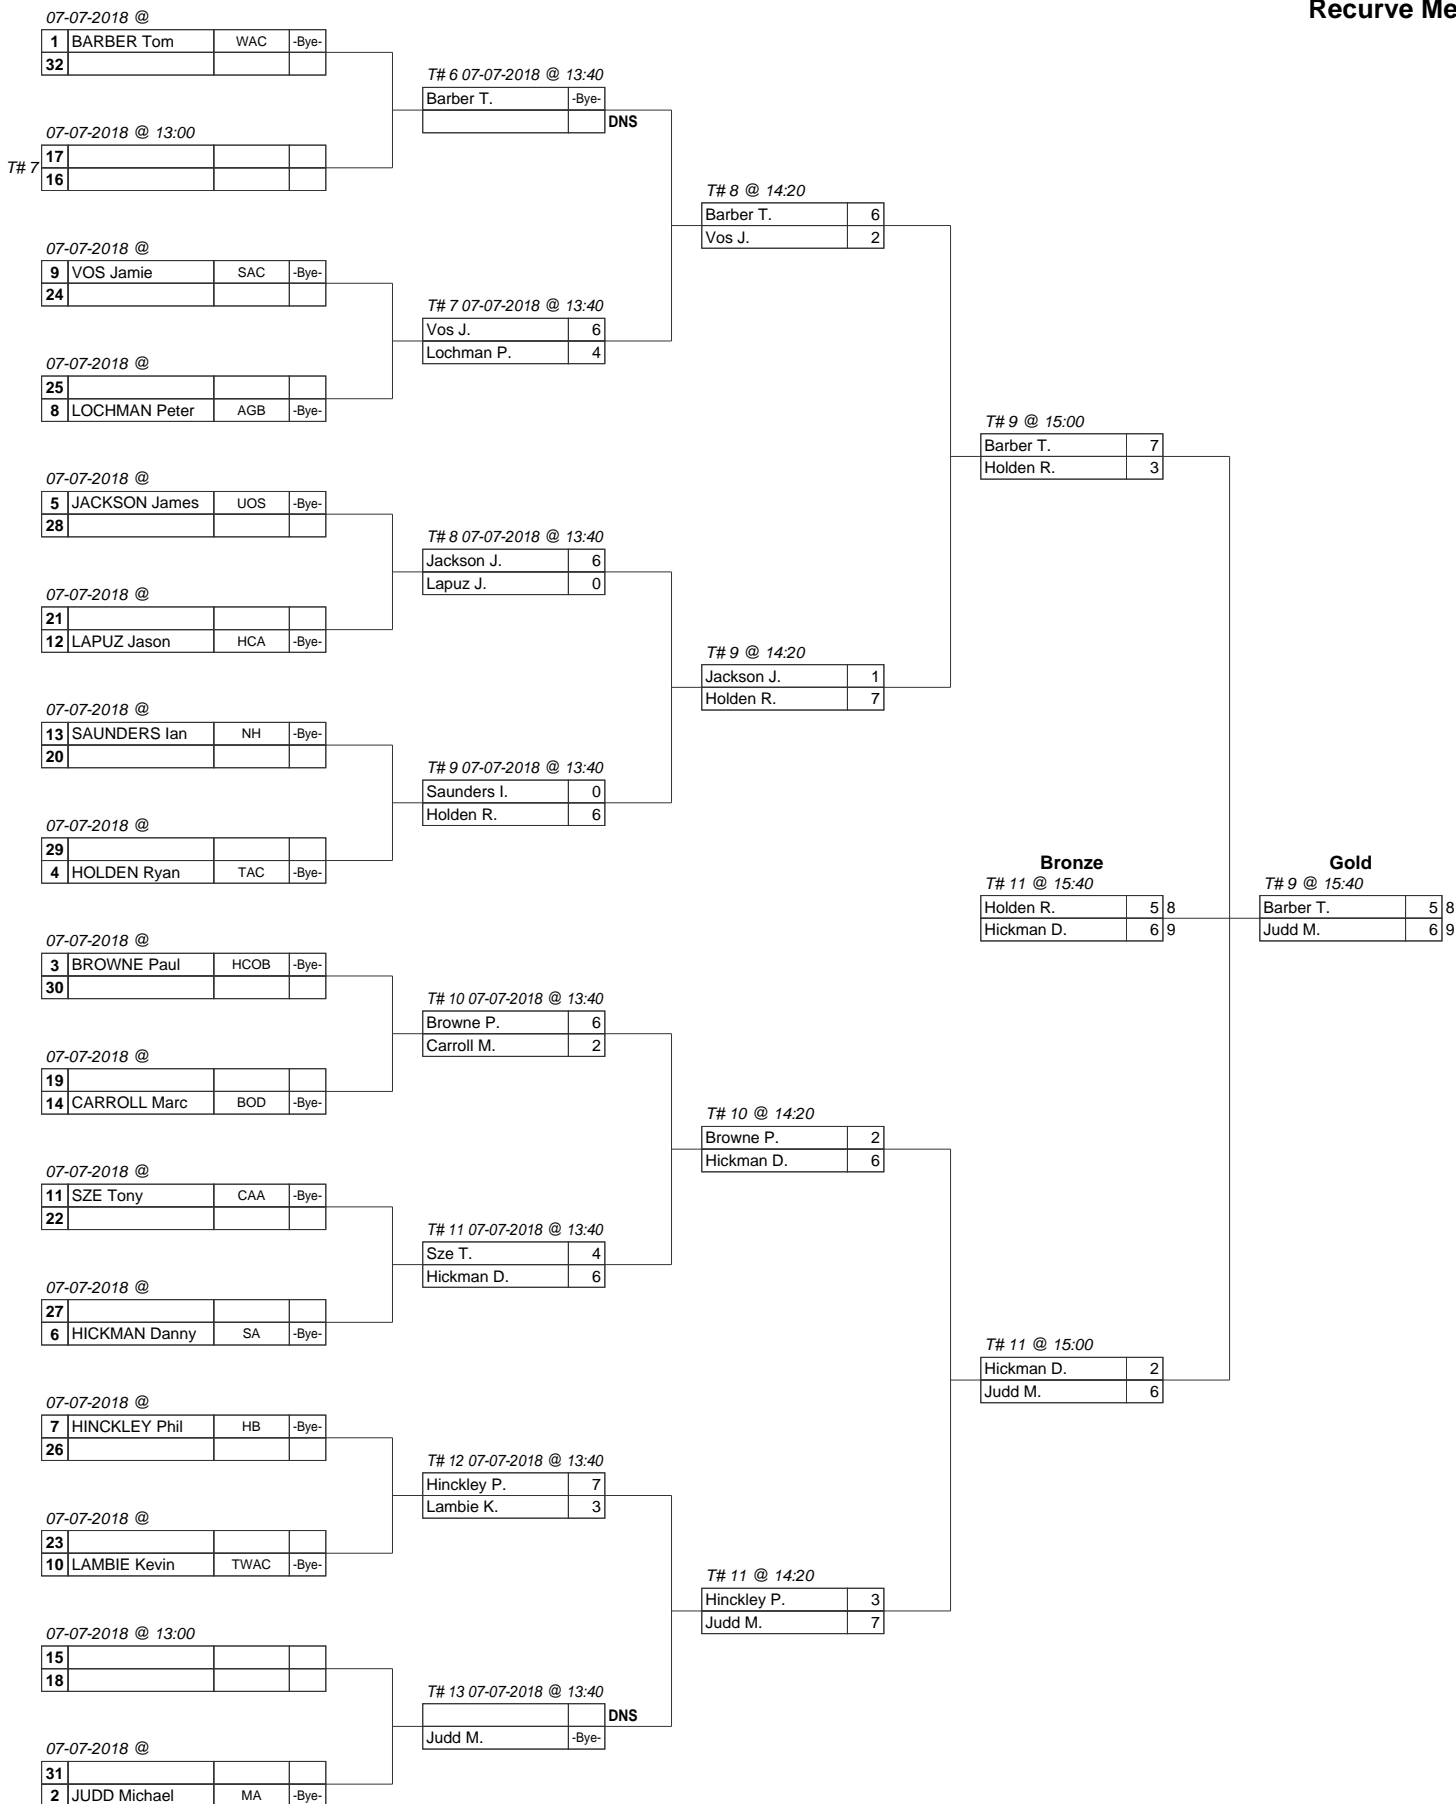 Recurve Me
07-07-2018 @
1 BARBER Tom WAC -Bye-
32
T# 6 07-07-2018 @ 13:40
Barber T. -Bye-
DNS
07-07-2018 @ 13:00
T# 7
17
16
T# 8 @ 14:20
Barber T. 6
Vos J. 2
07-07-2018 @
9 VOS Jamie SAC -Bye-
24
T# 7 07-07-2018 @ 13:40
Vos J. 6
Lochman P. 4
07-07-2018 @
25
8 LOCHMAN Peter AGB -Bye-
T# 9 @ 15:00
Barber T. 7
Holden R. 3
07-07-2018 @
5 JACKSON James UOS -Bye-
28
T# 8 07-07-2018 @ 13:40
Jackson J. 6
Lapuz J. 0
07-07-2018 @
21
12 LAPUZ Jason HCA -Bye-
T# 9 @ 14:20
Jackson J. 1
Holden R. 7
07-07-2018 @
13 SAUNDERS Ian NH -Bye-
20
T# 9 07-07-2018 @ 13:40
Saunders I. 0
Holden R. 6
07-07-2018 @
29
4 HOLDEN Ryan TAC -Bye-
Bronze
T# 11 @ 15:40
Holden R. 5 8
Hickman D. 6 9
Gold
T# 9 @ 15:40
Barber T. 5 8
Judd M. 6 9
07-07-2018 @
3 BROWNE Paul HCOB -Bye-
30
T# 10 07-07-2018 @ 13:40
Browne P. 6
Carroll M. 2
07-07-2018 @
19
14 CARROLL Marc BOD -Bye-
T# 10 @ 14:20
Browne P. 2
Hickman D. 6
07-07-2018 @
11 SZE Tony CAA -Bye-
22
T# 11 07-07-2018 @ 13:40
Sze T. 4
Hickman D. 6
07-07-2018 @
27
6 HICKMAN Danny SA -Bye-
T# 11 @ 15:00
Hickman D. 2
Judd M. 6
07-07-2018 @
7 HINCKLEY Phil HB -Bye-
26
T# 12 07-07-2018 @ 13:40
Hinckley P. 7
Lambie K. 3
07-07-2018 @
23
10 LAMBIE Kevin TWAC -Bye-
T# 11 @ 14:20
Hinckley P. 3
Judd M. 7
07-07-2018 @ 13:00
15
18
T# 13 07-07-2018 @ 13:40
DNS
Judd M. -Bye-
07-07-2018 @
31
2 JUDD Michael MA -Bye-